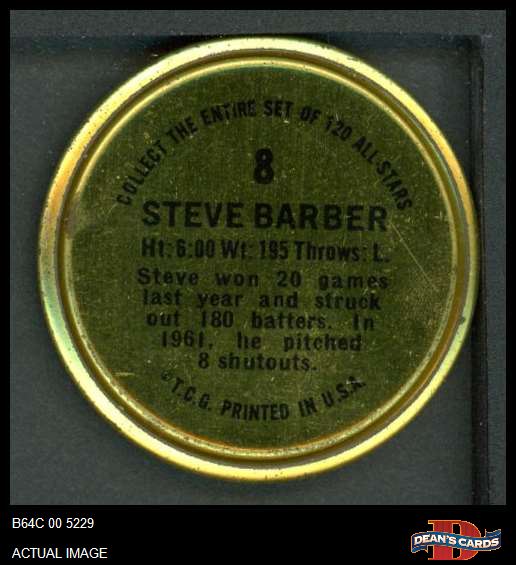 COLLECT THE ENTIRE SET OF 120 ALL-STARS
8
STEVE BARBER
Ht: 6:00 Wt: 195 Throws: L.
Steve won 20 games
last year and struck
out 180 batters. In
1961, he pitched
8 shutouts.
© T.C.G. PRINTED IN U.S.A.
B64C 00 5229
ACTUAL IMAGE
D
DEAN'S CARDS